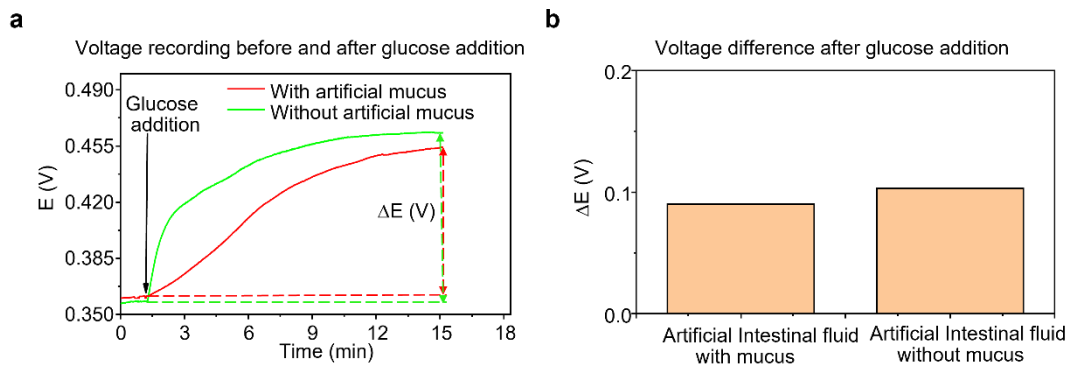 a
Voltage recording before and after glucose addition
0.490
0.455
0.420
0.385
0.350
E (V)
Glucose
addition
With artificial mucus
Without artificial mucus
ΔE (V)
0
3
6
9
12
15
18
Time (min)
b
Voltage difference after glucose addition
0.2
0.1
0.0
ΔE (V)
Artificial Intestinal fluid
with mucus
Artificial Intestinal fluid
without mucus